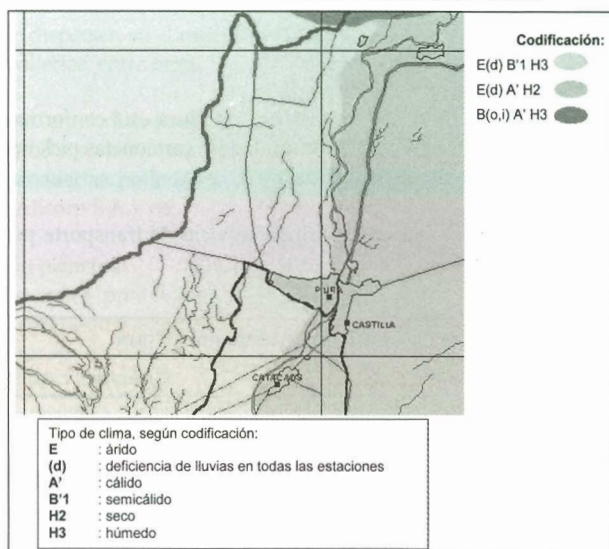 Codificación:
E(d) B'1 H3
E(d) A' H2
B(o,i) A' H3
PIURA
CASTILLA
CATACAOS
Tipo de clima, según codificación:
E : árido
(d) : deficiencia de lluvias en todas las estaciones
A' : cálido
B'1 : semicálido
H2 : seco
H3 : húmedo